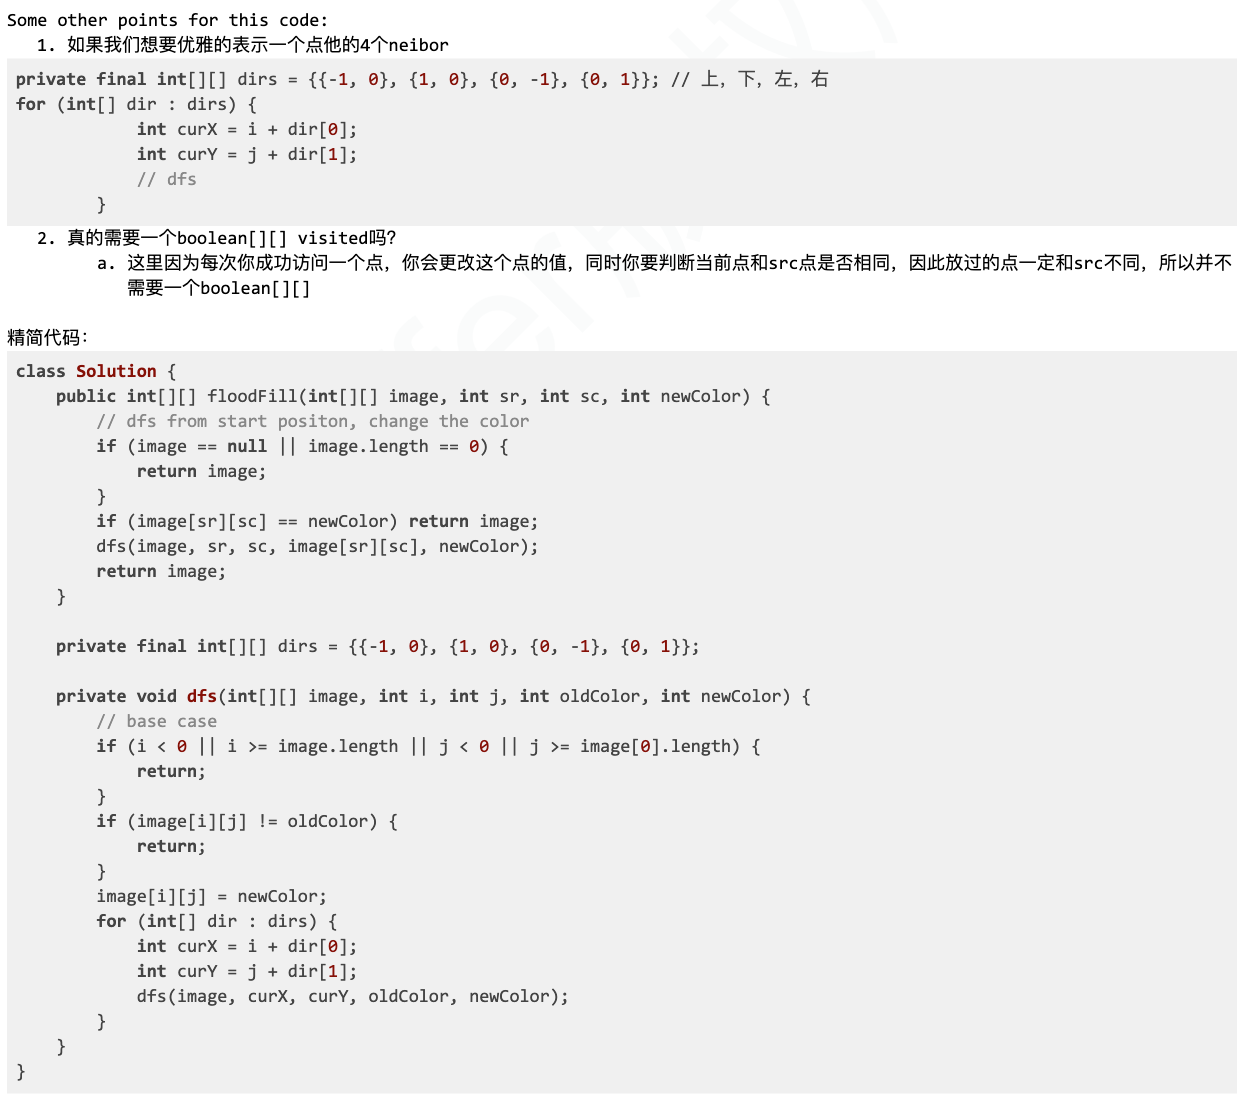 Some other points for this code:
1. 如果我们想要优雅的表示一个点他的4个neibor
private final int[][] dirs = {{-1, 0}, {1, 0}, {0, -1}, {0, 1}}; // 上，下，左，右
for (int[] dir : dirs) {
            int curX = i + dir[0];
            int curY = j + dir[1];
            // dfs
        }
2. 真的需要一个boolean[][] visited吗？
a. 这里因为每次你成功访问一个点，你会更改这个点的值，同时你要判断当前点和src点是否相同，因此放过的点一定和src不同，所以并不
需要一个boolean[][]
精简代码：
class Solution {
    public int[][] floodFill(int[][] image, int sr, int sc, int newColor) {
        // dfs from start positon, change the color
        if (image == null || image.length == 0) {
            return image;
        }
        if (image[sr][sc] == newColor) return image;
        dfs(image, sr, sc, image[sr][sc], newColor);
        return image;
    }
    private final int[][] dirs = {{-1, 0}, {1, 0}, {0, -1}, {0, 1}};
    private void dfs(int[][] image, int i, int j, int oldColor, int newColor) {
        // base case
        if (i < 0 || i >= image.length || j < 0 || j >= image[0].length) {
            return;
        }
        if (image[i][j] != oldColor) {
            return;
        }
        image[i][j] = newColor;
        for (int[] dir : dirs) {
            int curX = i + dir[0];
            int curY = j + dir[1];
            dfs(image, curX, curY, oldColor, newColor);
        }
    }
}